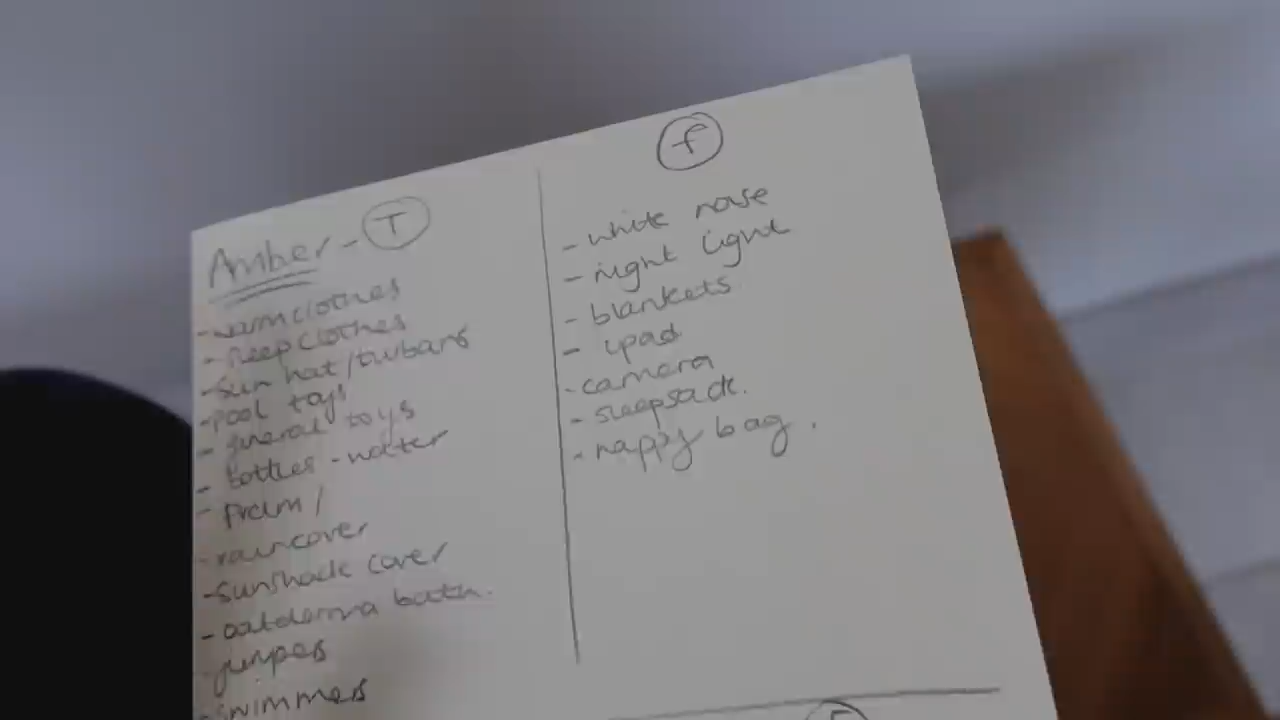 Amber - T
- warm clothes
- sleep clothes
- sun hat / turbans
- pool toys
- general toys
- bottles - water
- pram /
- raincover
- sunshade cover
- bath.
- jumpers
- swimmers
f
- white noise
- night light
- blankets
- ipad
- camera
- sleepsack.
- nappy bag.